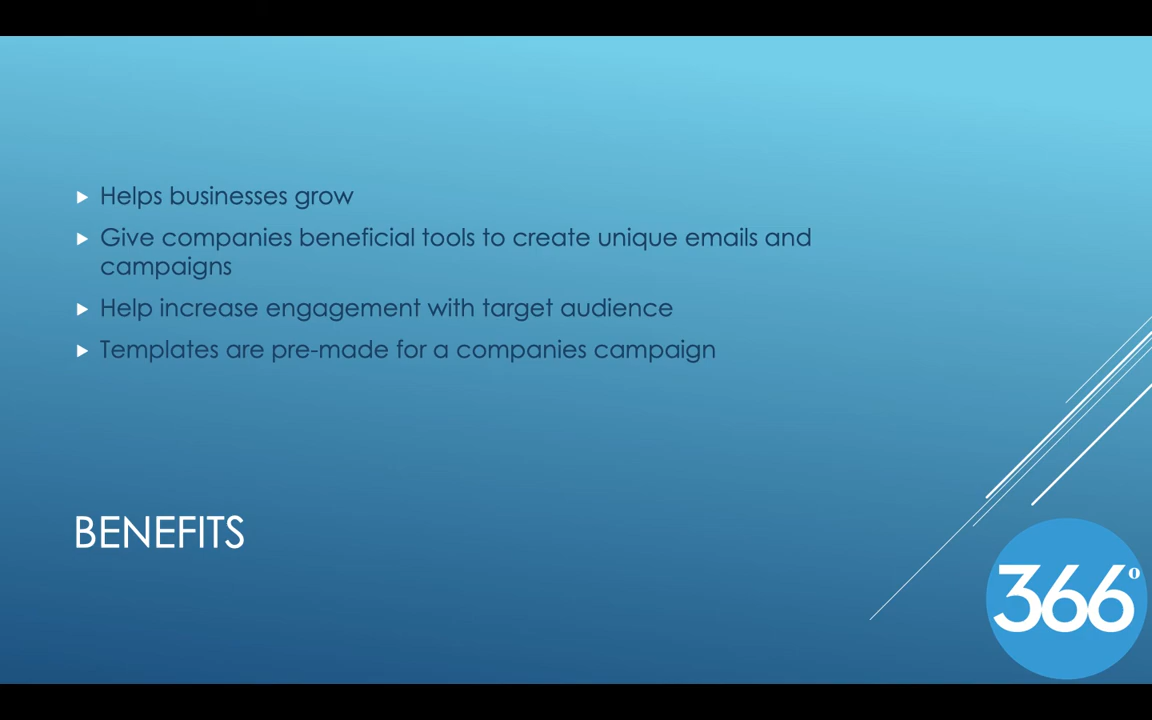 Helps businesses grow
Give companies beneficial tools to create unique emails and
campaigns
Help increase engagement with target audience
Templates are pre-made for a companies campaign
BENEFITS
366°